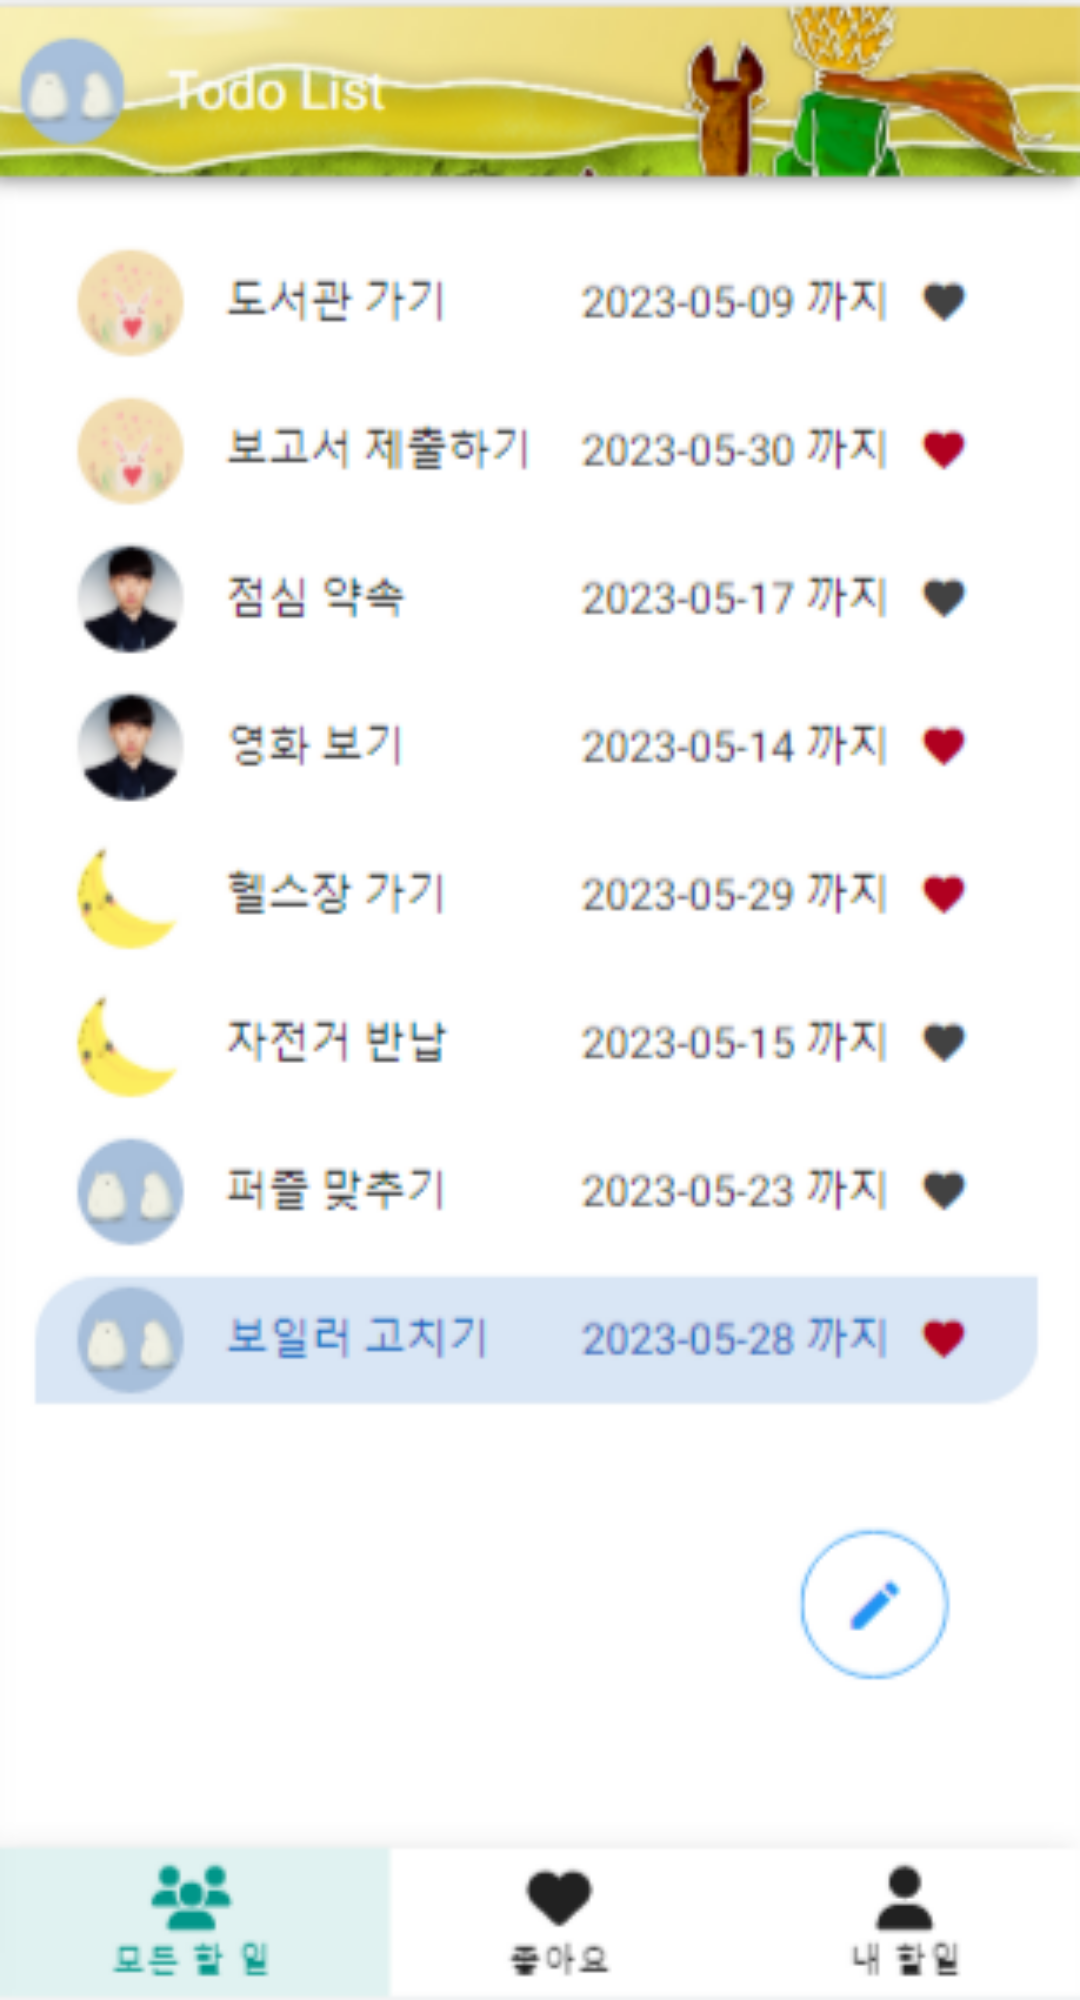 Todo List
도서관 가기 2023-05-09 까지
보고서 제출하기 2023-05-30 까지
점심 약속 2023-05-17 까지
영화 보기 2023-05-14 까지
헬스장 가기 2023-05-29 까지
자전거 반납 2023-05-15 까지
퍼즐 맞추기 2023-05-23 까지
보일러 고치기 2023-05-28 까지
모든 할 일 좋아요 내 할일